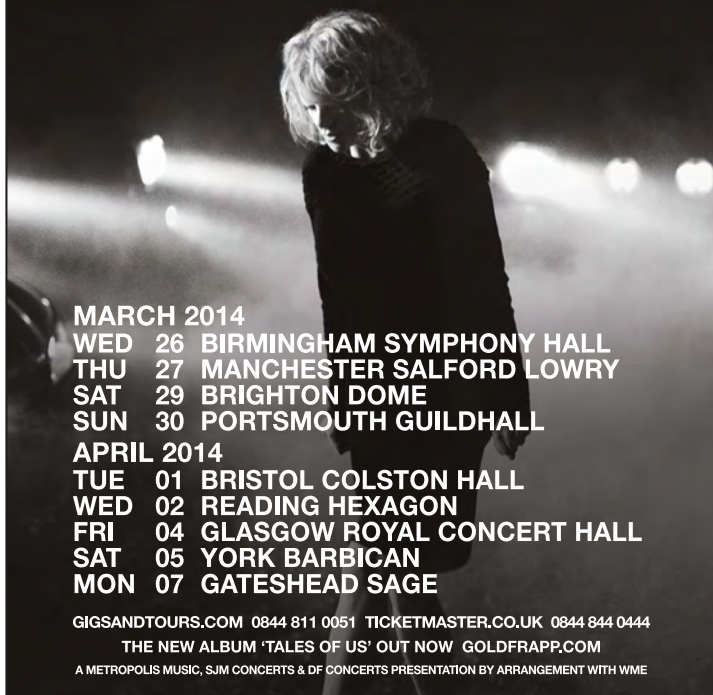 MARCH 2014
WED 26 BIRMINGHAM SYMPHONY HALL
THU 27 MANCHESTER SALFORD LOWRY
SAT 29 BRIGHTON DOME
SUN 30 PORTSMOUTH GUILDHALL
APRIL 2014
TUE 01 BRISTOL COLSTON HALL
WED 02 READING HEXAGON
FRI 04 GLASGOW ROYAL CONCERT HALL
SAT 05 YORK BARBICAN
MON 07 GATESHEAD SAGE
GIGSANDTOURS.COM 0844 811 0051 TICKETMASTER.CO.UK 0844 844 0444
THE NEW ALBUM ‘TALES OF US’ OUT NOW GOLDFRAPP.COM
A METROPOLIS MUSIC, SJM CONCERTS & DF CONCERTS PRESENTATION BY ARRANGEMENT WITH WME